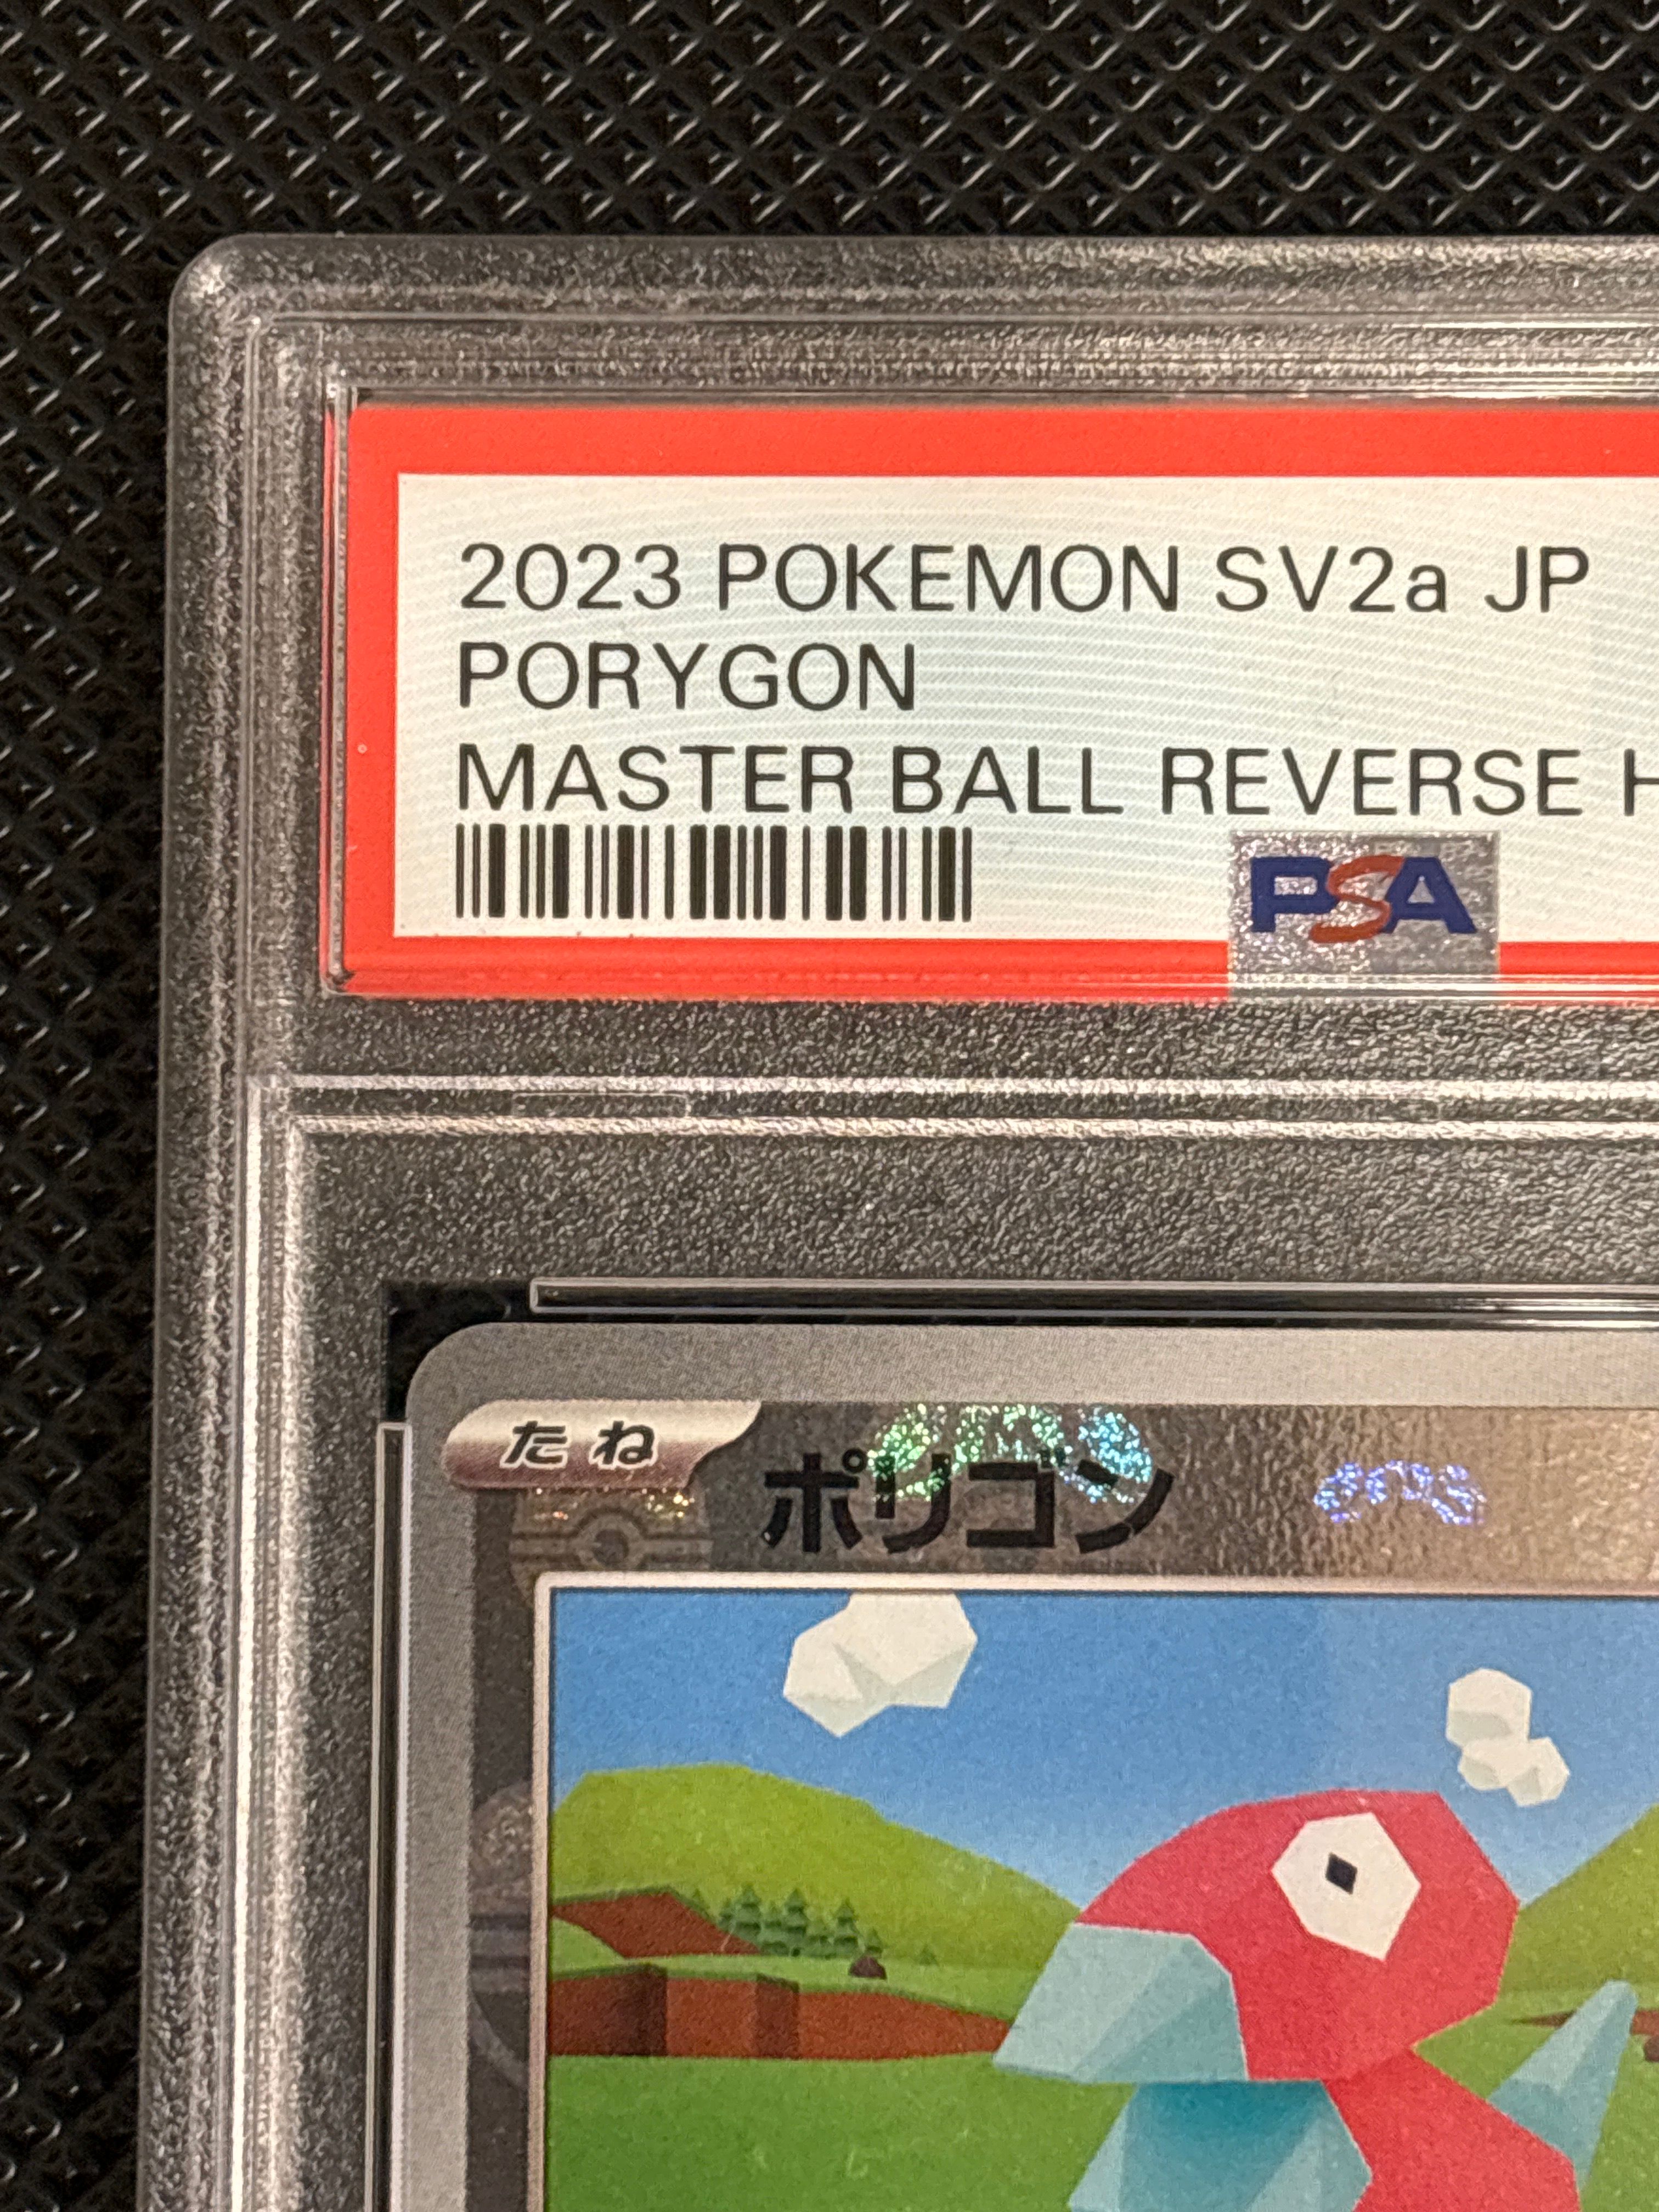 2023 POKEMON SV2a JP
PORYGON
MASTER BALL REVERSE H
PSA
たね
ポリゴン